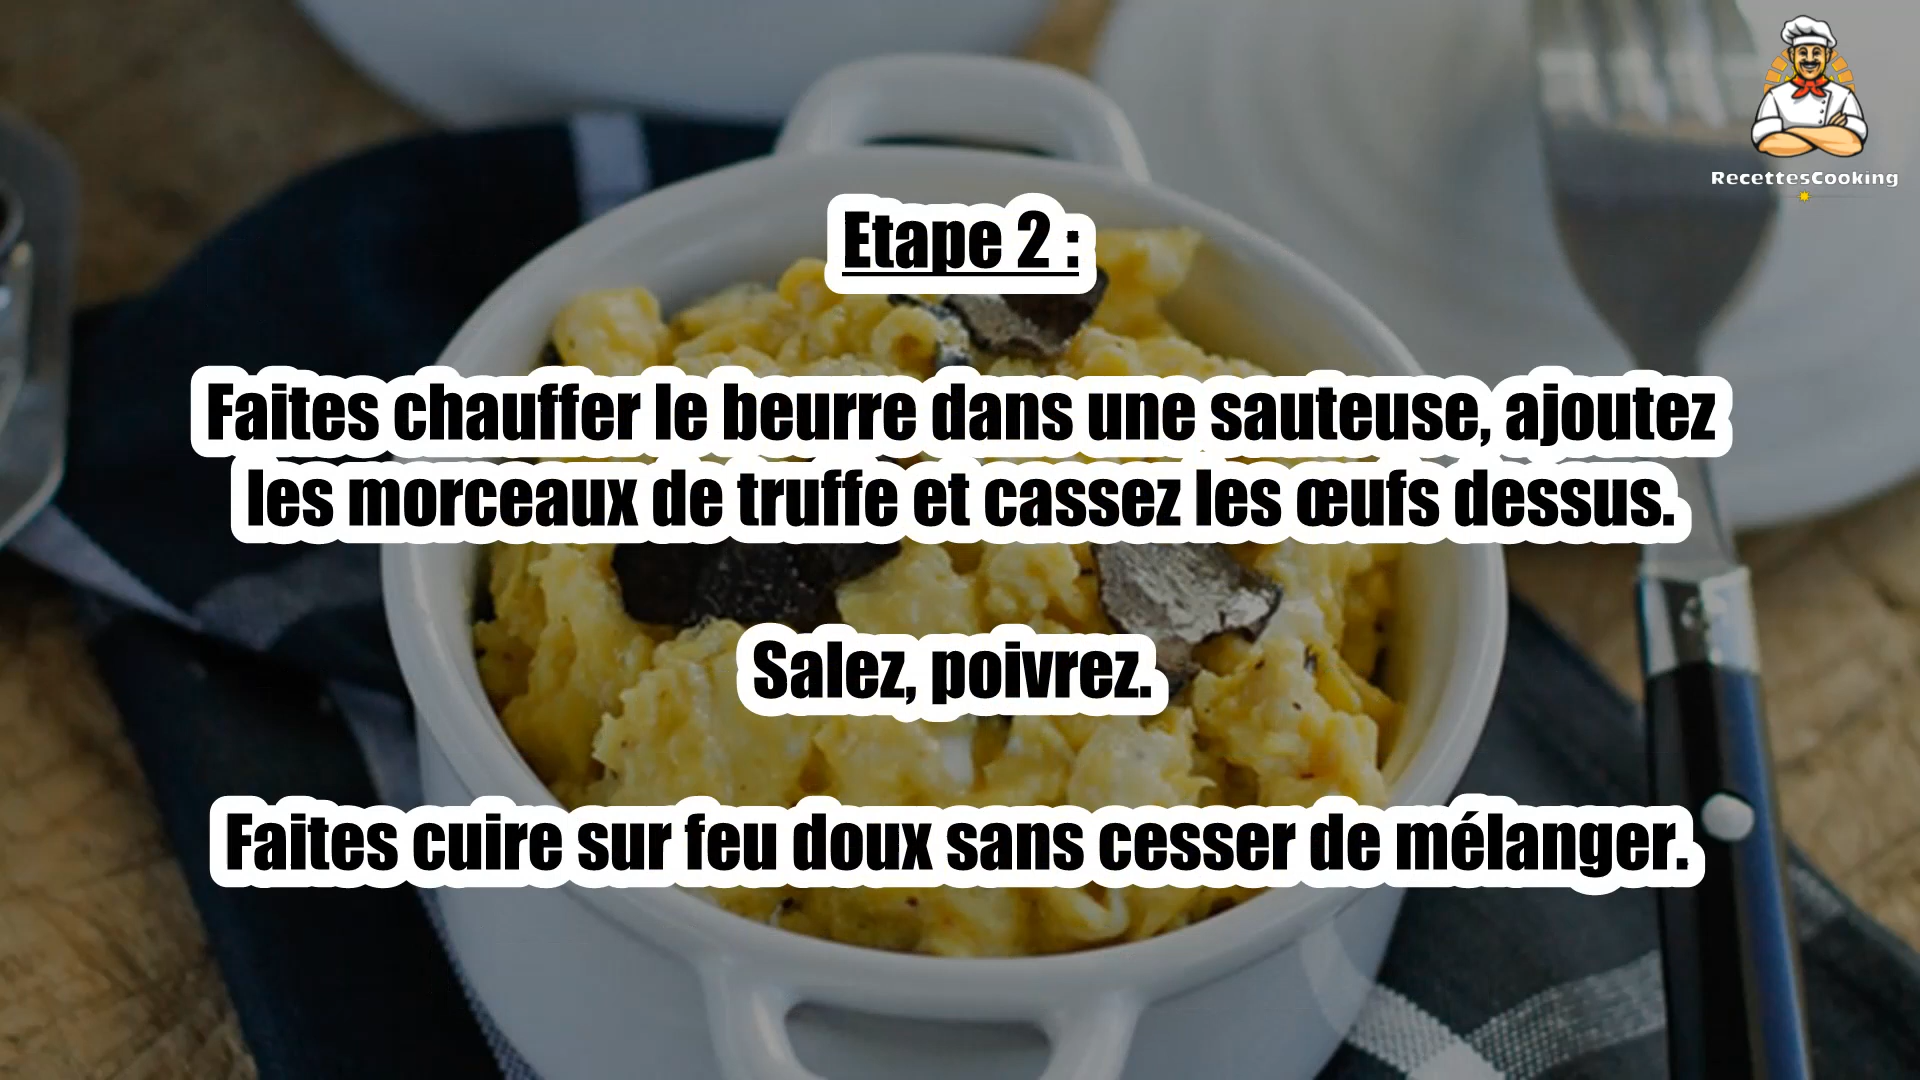 RecettesCooking
Etape 2 :
Faites chauffer le beurre dans une sauteuse, ajoutez
les morceaux de truffe et cassez les œufs dessus.
Salez, poivrez.
Faites cuire sur feu doux sans cesser de mélanger.